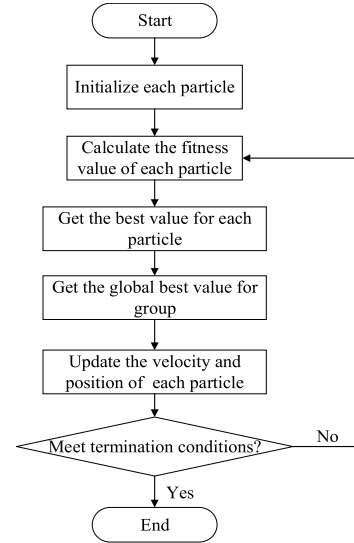 Start
Initialize each particle
Calculate the fitness
value of each particle
Get the best value for each
particle
Get the global best value for
group
Update the velocity and
position of each particle
Meet termination conditions?
No
Yes
End